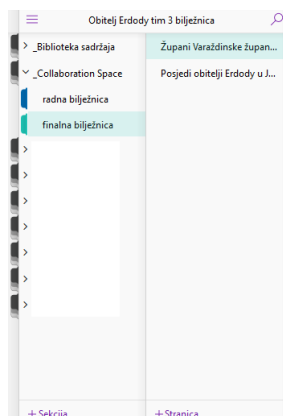 Obitelj Erdody tim 3 bilježnica
_Biblioteka sadržaja
_Collaboration Space
radna bilježnica
finalna bilježnica
Župani Varaždinske župan...
Posjedi obitelji Erdody u J...
+ Sekcija
+ Stranica